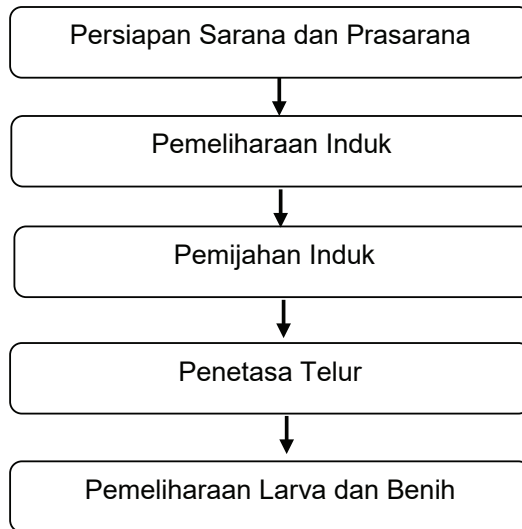 Persiapan Sarana dan Prasarana
Pemeliharaan Induk
Pemijahan Induk
Penetasa Telur
Pemeliharaan Larva dan Benih